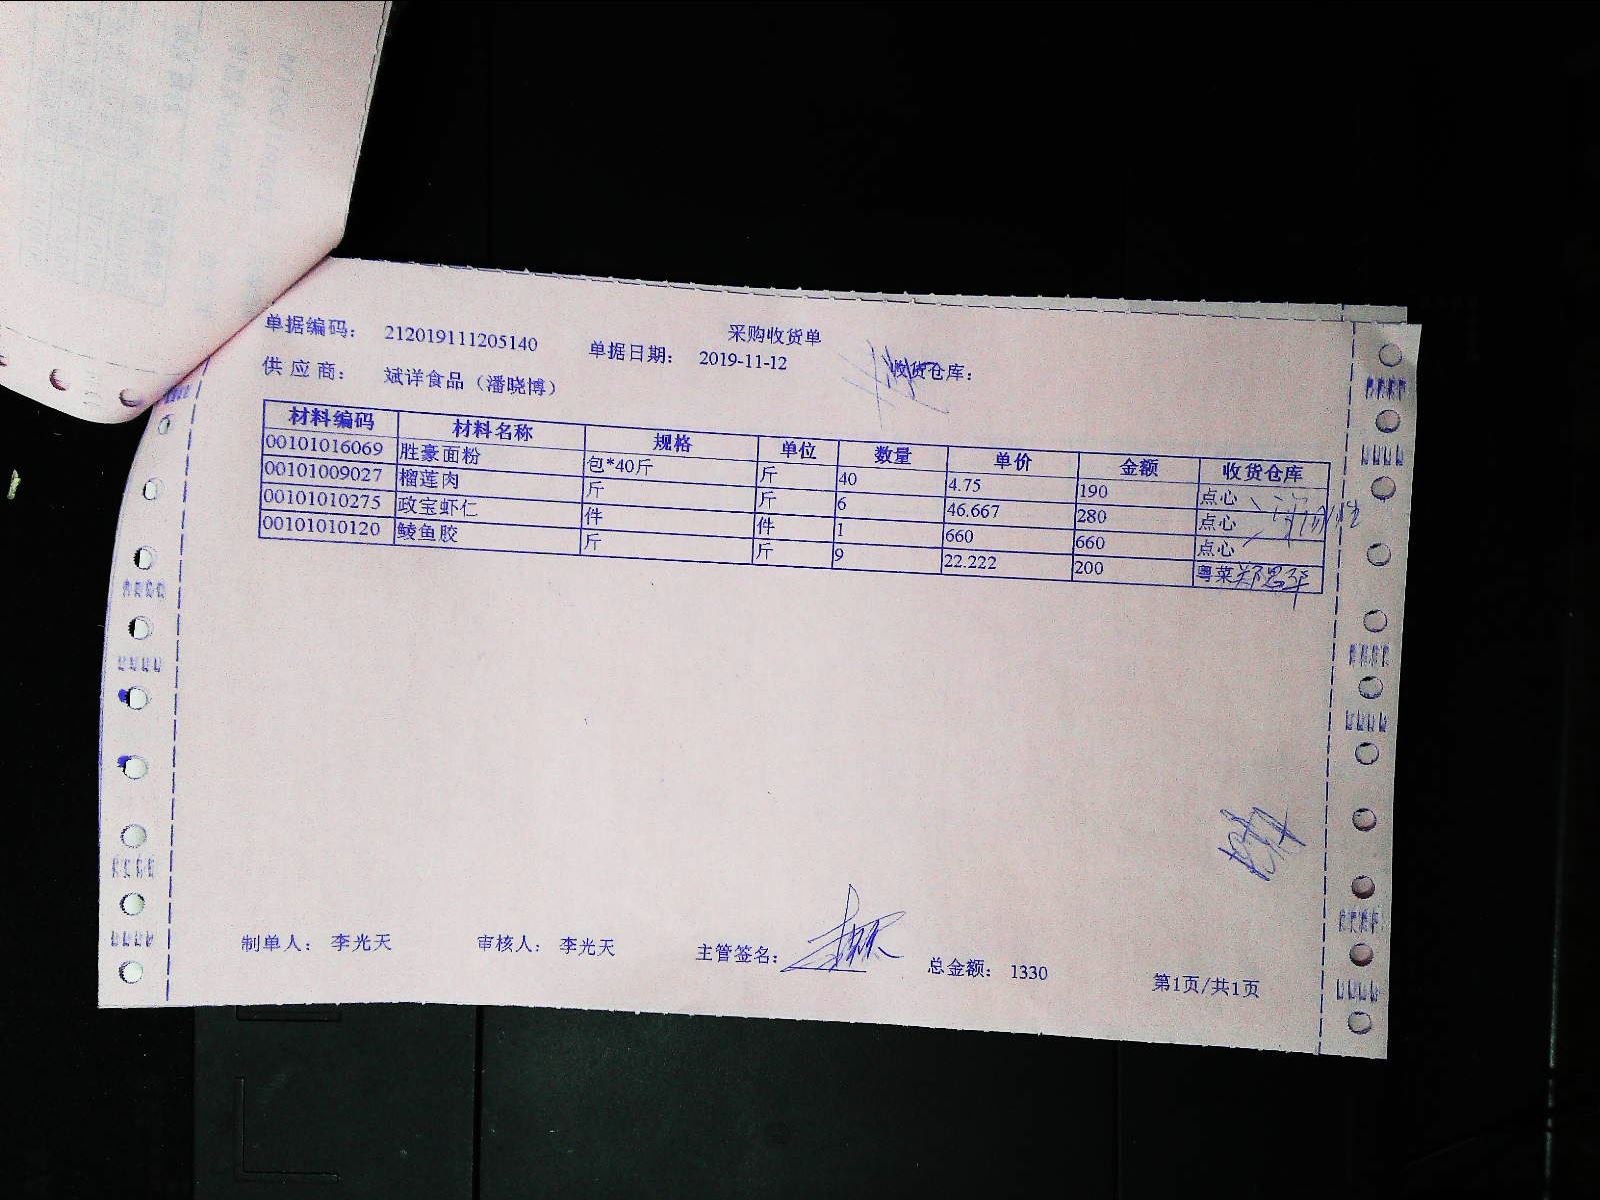 采购收货单
单据编码： 212019111205140 单据日期： 2019-11-12 收货仓库：
供 应 商： 斌详食品（潘晓博）
材料编码 材料名称 规格 单位 数量 单价 金额 收货仓库
00101016069 胜豪面粉 包*40斤 斤 40 4.75 190 点心
00101009027 榴莲肉 斤 斤 6 46.667 280 点心
00101010275 政宝虾仁 件 件 1 660 660 点心
00101010120 鲮鱼胶 斤 斤 9 22.222 200 粤菜
制单人： 李光天 审核人： 李光天 主管签名： 总金额： 1330 第1页/共1页